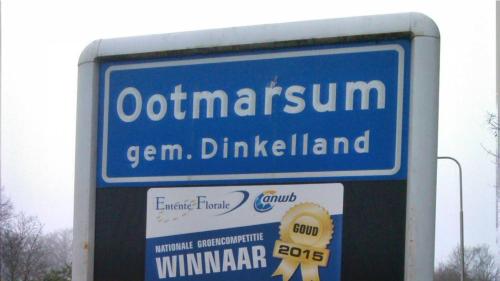 Ootmarsum
gem. Dinkelland
Entente Florale anwb
NATIONALE GROENCOMPETITIE
WINNAAR
GOUD
2015